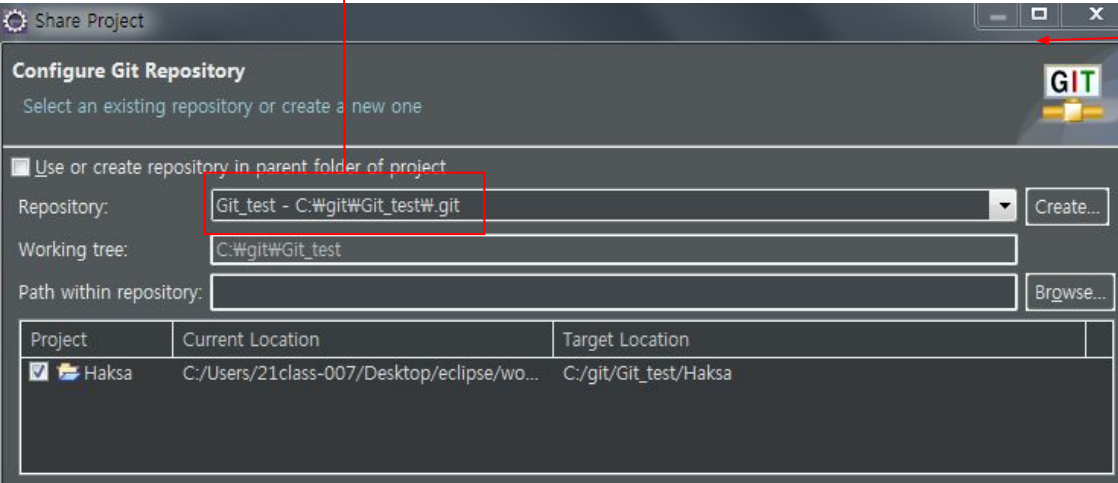 Share Project
Configure Git Repository
Select an existing repository or create a new one
GIT
Use or create repository in parent folder of project
Repository: Git_test - C:₩git₩Git_test₩.git Create...
Working tree: C:₩git₩Git_test
Path within repository: Browse...
Project Current Location Target Location
Haksa C:/Users/21class-007/Desktop/eclipse/wo... C:/git/Git_test/Haksa